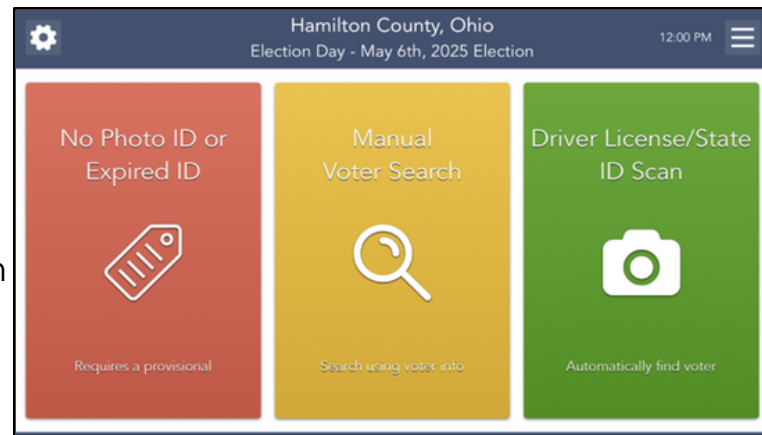 Hamilton County, Ohio
Election Day - May 6th, 2025 Election
12:00 PM
No Photo ID or
Expired ID
Requires a provisional
Manual
Voter Search
Search using voter info
Driver License/State
ID Scan
Automatically find voter